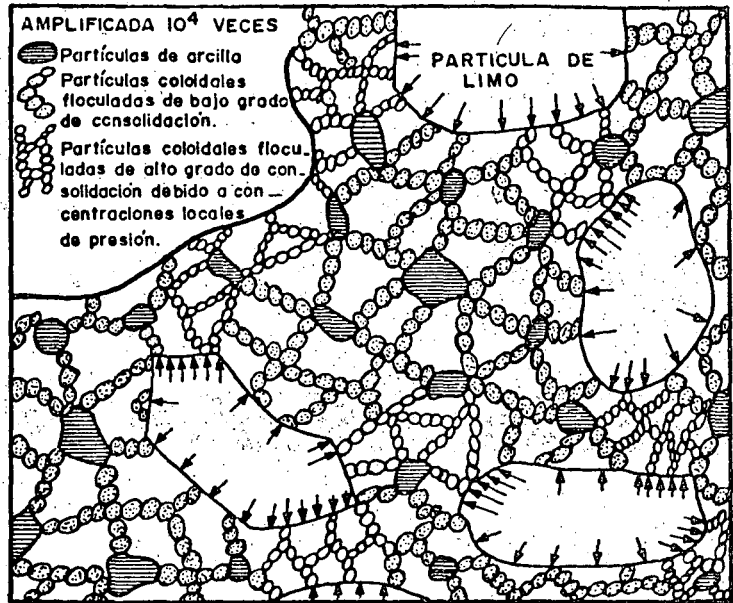 AMPLIFICADA 10⁴ VECES
Partículas de arcilla
Partículas coloidales
floculadas de bajo grado
de consolidación.
Partículas coloidales flocu_
ladas de alto grado de con_
solidación debido a con_
centraciones locales
de presión.
PARTICULA DE
LIMO